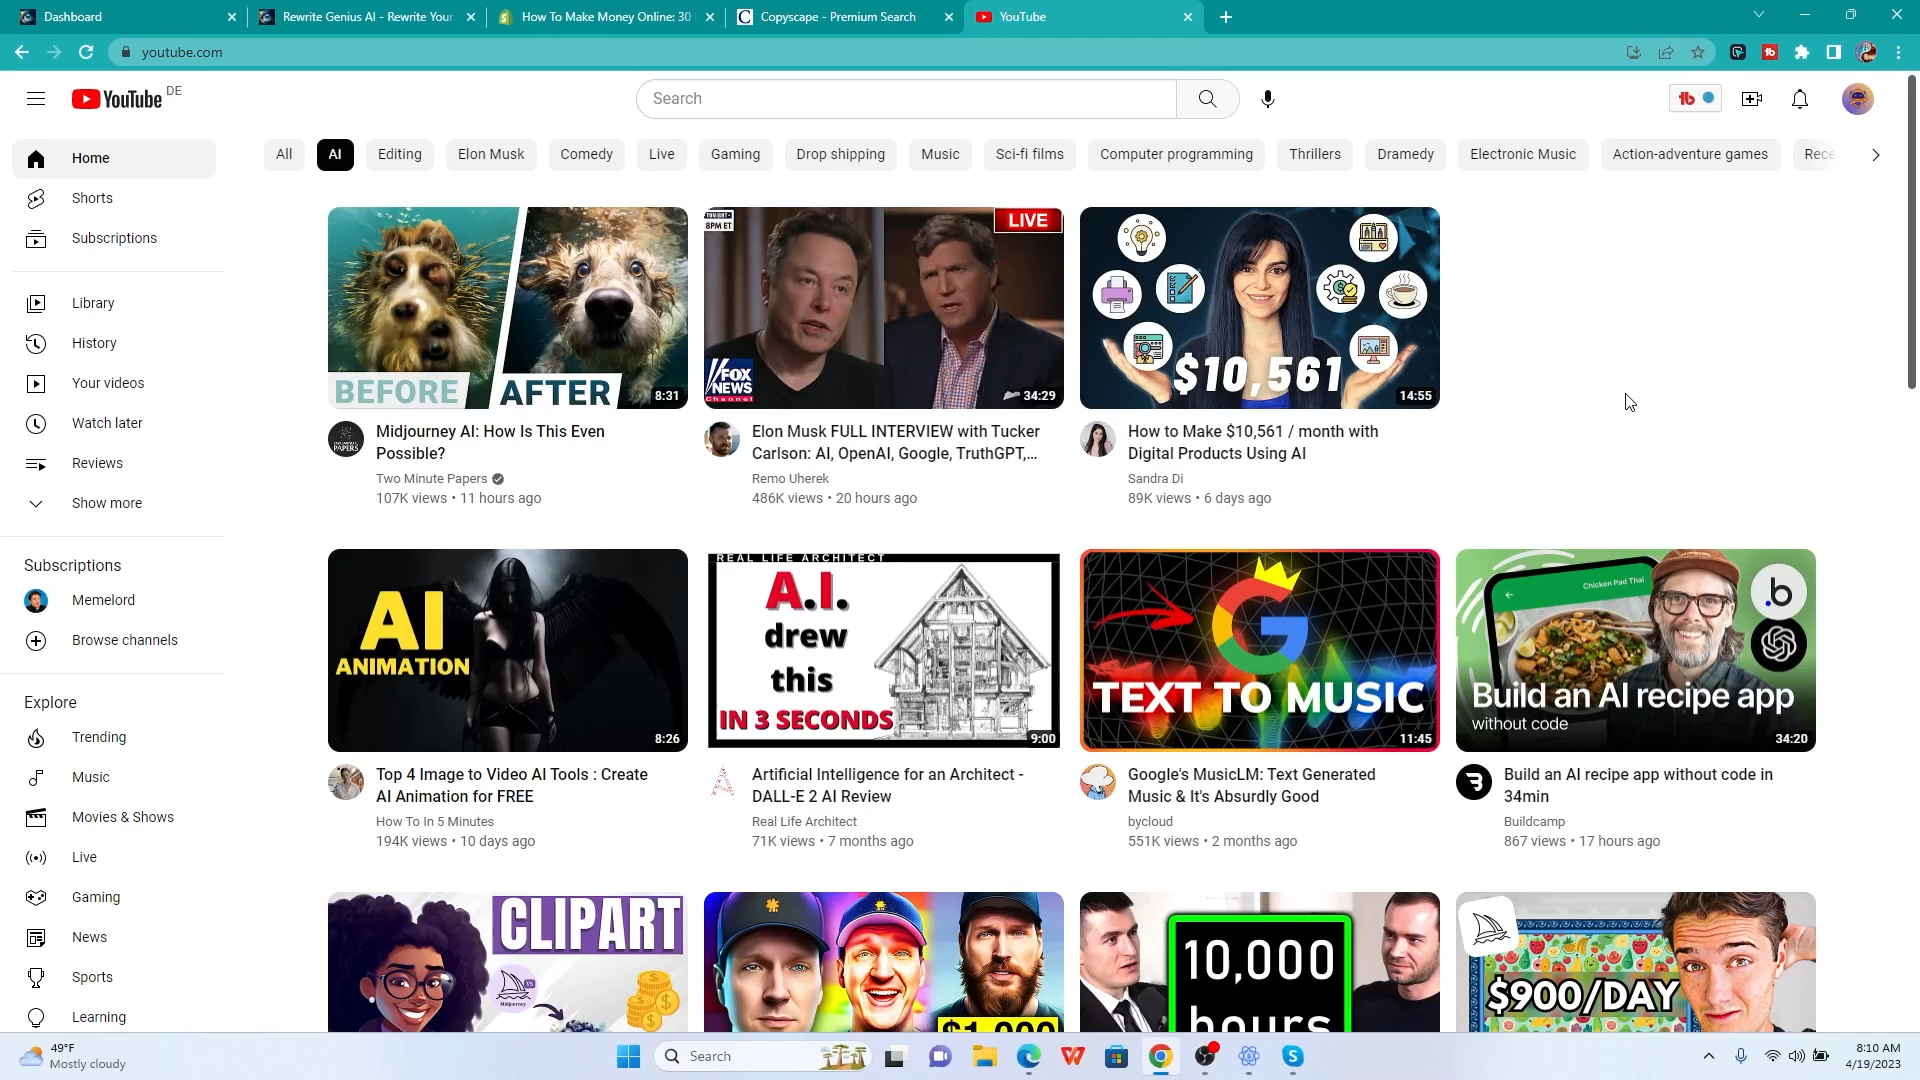 Dashboard
Rewrite Genius AI - Rewrite Your
How To Make Money Online: 30
Copyscape - Premium Search
YouTube
youtube.com
YouTube DE
Search
Home
Shorts
Subscriptions
Library
History
Your videos
Watch later
Reviews
Show more
Subscriptions
Memelord
Browse channels
Explore
Trending
Music
Movies & Shows
Live
Gaming
News
Sports
Learning
All
AI
Editing
Elon Musk
Comedy
Live
Gaming
Drop shipping
Music
Sci-fi films
Computer programming
Thrillers
Dramedy
Electronic Music
Action-adventure games
Rece
BEFORE AFTER
8:31
Midjourney AI: How Is This Even
Possible?
Two Minute Papers
107K views • 11 hours ago
TONIGHT
8PM ET
LIVE
FOX
NEWS
Channel
34:29
Elon Musk FULL INTERVIEW with Tucker
Carlson: AI, OpenAI, Google, TruthGPT,...
Remo Uherek
486K views • 20 hours ago
$10,561
14:55
How to Make $10,561 / month with
Digital Products Using AI
Sandra Di
89K views • 6 days ago
AI
ANIMATION
8:26
Top 4 Image to Video AI Tools : Create
AI Animation for FREE
How To In 5 Minutes
194K views • 10 days ago
REAL LIFE ARCHITECT
A.I.
drew
this
IN 3 SECONDS
9:00
Artificial Intelligence for an Architect -
DALL-E 2 AI Review
Real Life Architect
71K views • 7 months ago
TEXT TO MUSIC
11:45
Google's MusicLM: Text Generated
Music & It's Absurdly Good
bycloud
551K views • 2 months ago
Chicken Pad Thai
b
Build an AI recipe app
without code
34:20
Build an AI recipe app without code in
34min
Buildcamp
867 views • 17 hours ago
CLIPART
Midjourney
$1,000
10,000
hours
$900/DAY
49°F
Mostly cloudy
Search
8:10 AM
4/19/2023